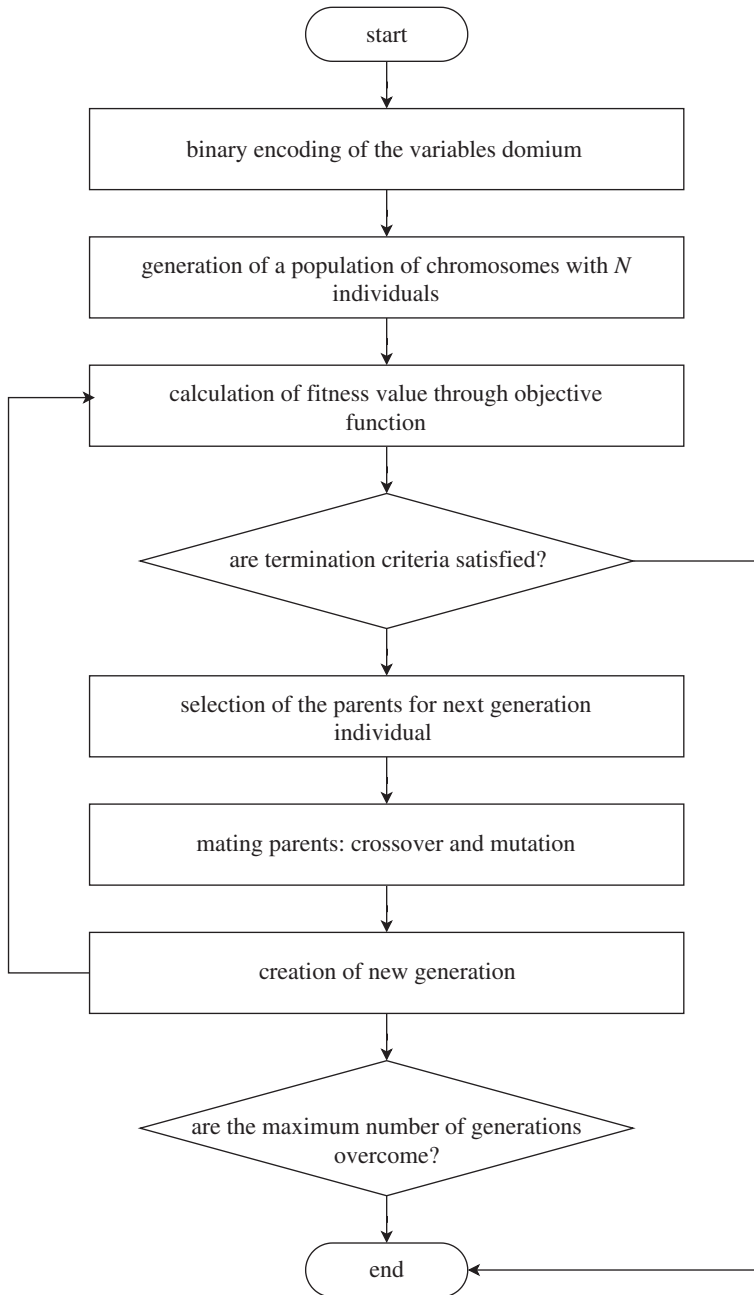 start
binary encoding of the variables domium
generation of a population of chromosomes with N
individuals
calculation of fitness value through objective
function
are termination criteria satisfied?
selection of the parents for next generation
individual
mating parents: crossover and mutation
creation of new generation
are the maximum number of generations
overcome?
end